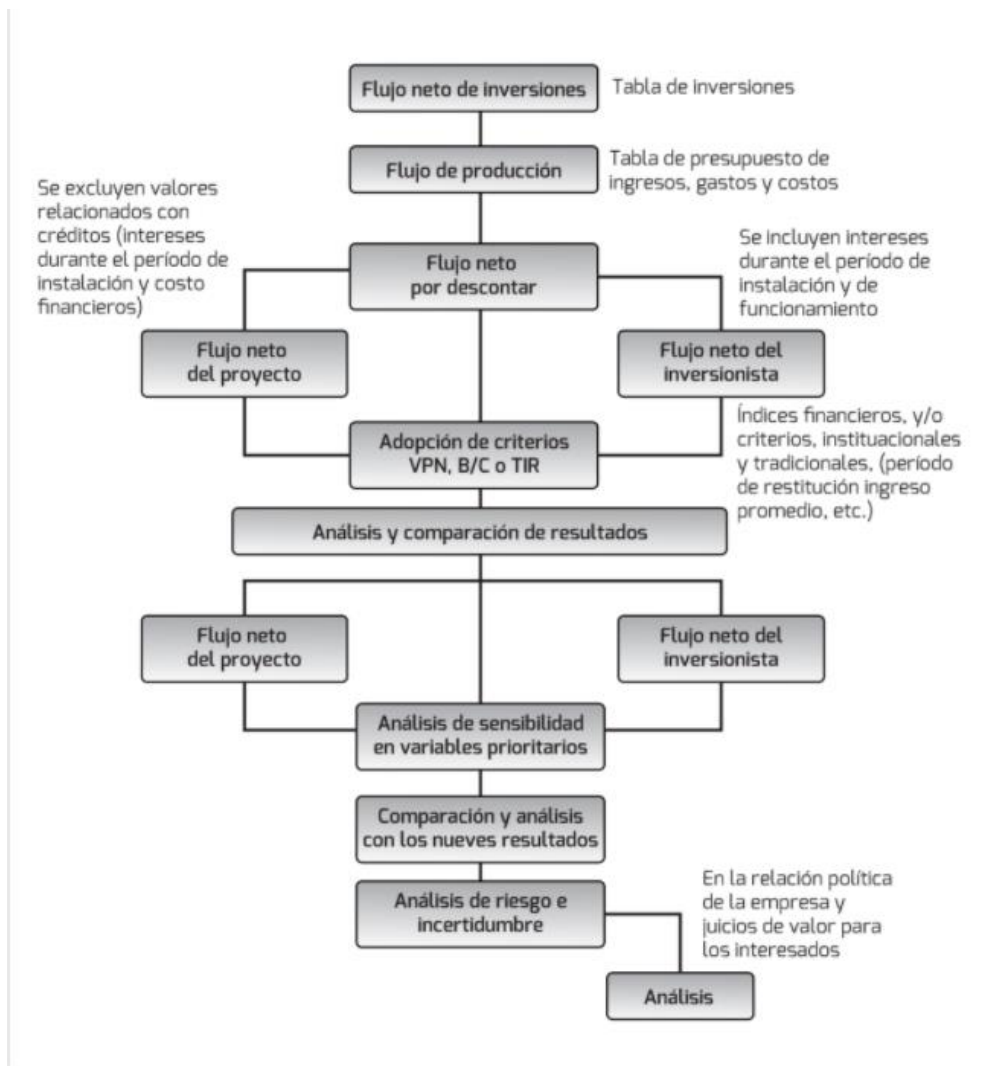 Flujo neto de inversiones
Tabla de inversiones
Flujo de producción
Tabla de presupuesto de
ingresos, gastos y costos
Se excluyen valores
relacionados con
créditos (intereses
durante el período de
instalación y costo
financieros)
Flujo neto
por descontar
Se incluyen intereses
durante el período de
instalación y de
funcionamiento
Flujo neto
del proyecto
Flujo neto del
inversionista
Adopción de criterios
VPN, B/C o TIR
Índices financieros, y/o
criterios, instituacionales
y tradicionales, (período
de restitución ingreso
promedio, etc.)
Análisis y comparación de resultados
Flujo neto
del proyecto
Flujo neto del
inversionista
Análisis de sensibilidad
en variables prioritarios
Comparación y análisis
con los nueves resultados
Análisis de riesgo e
incertidumbre
En la relación política
de la empresa y
juicios de valor para
los interesados
Análisis